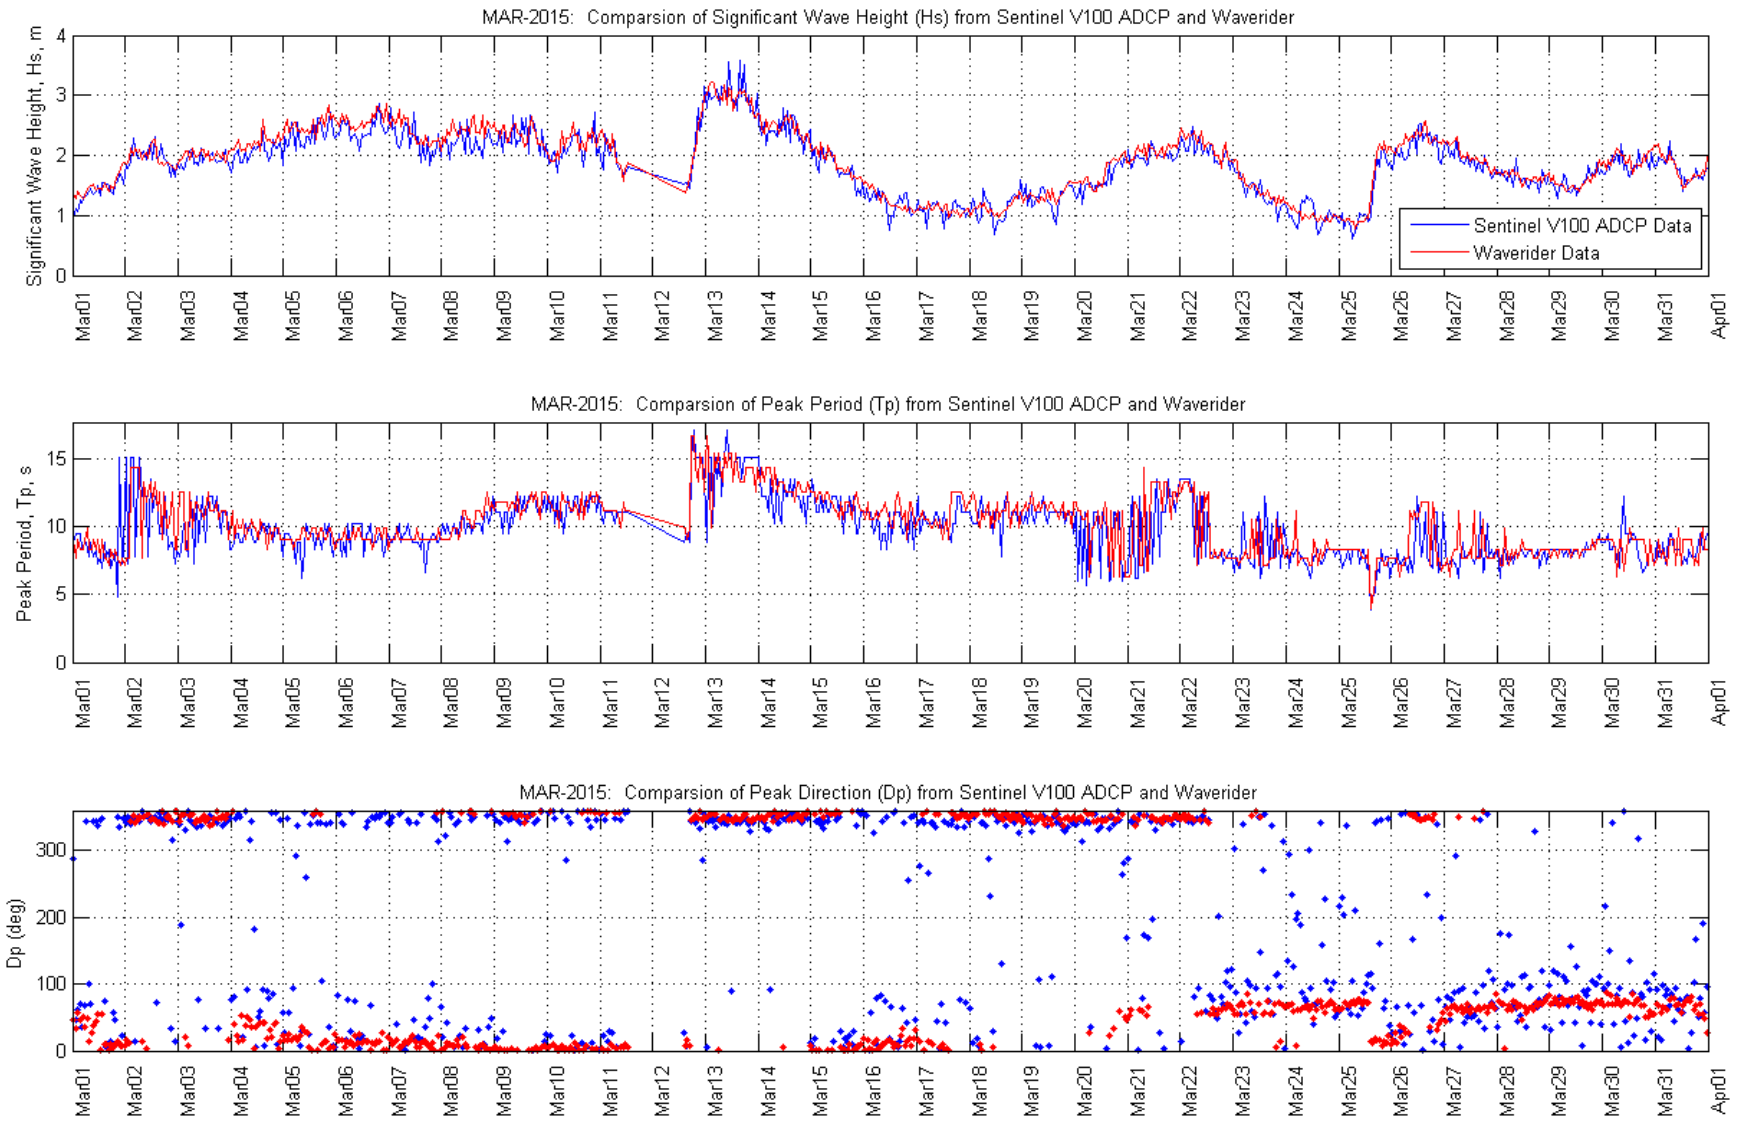 MAR-2015: Comparsion of Significant Wave Height (Hs) from Sentinel V100 ADCP and Waverider
Significant Wave Height, Hs, m
4
3
2
1
0
Sentinel V100 ADCP Data
Waverider Data
Mar01 Mar02 Mar03 Mar04 Mar05 Mar06 Mar07 Mar08 Mar09 Mar10 Mar11 Mar12 Mar13 Mar14 Mar15 Mar16 Mar17 Mar18 Mar19 Mar20 Mar21 Mar22 Mar23 Mar24 Mar25 Mar26 Mar27 Mar28 Mar29 Mar30 Mar31 Apr01
MAR-2015: Comparsion of Peak Period (Tp) from Sentinel V100 ADCP and Waverider
Peak Period, Tp, s
15
10
5
0
Mar01 Mar02 Mar03 Mar04 Mar05 Mar06 Mar07 Mar08 Mar09 Mar10 Mar11 Mar12 Mar13 Mar14 Mar15 Mar16 Mar17 Mar18 Mar19 Mar20 Mar21 Mar22 Mar23 Mar24 Mar25 Mar26 Mar27 Mar28 Mar29 Mar30 Mar31 Apr01
MAR-2015: Comparsion of Peak Direction (Dp) from Sentinel V100 ADCP and Waverider
Dp (deg)
300
200
100
0
Mar01 Mar02 Mar03 Mar04 Mar05 Mar06 Mar07 Mar08 Mar09 Mar10 Mar11 Mar12 Mar13 Mar14 Mar15 Mar16 Mar17 Mar18 Mar19 Mar20 Mar21 Mar22 Mar23 Mar24 Mar25 Mar26 Mar27 Mar28 Mar29 Mar30 Mar31 Apr01